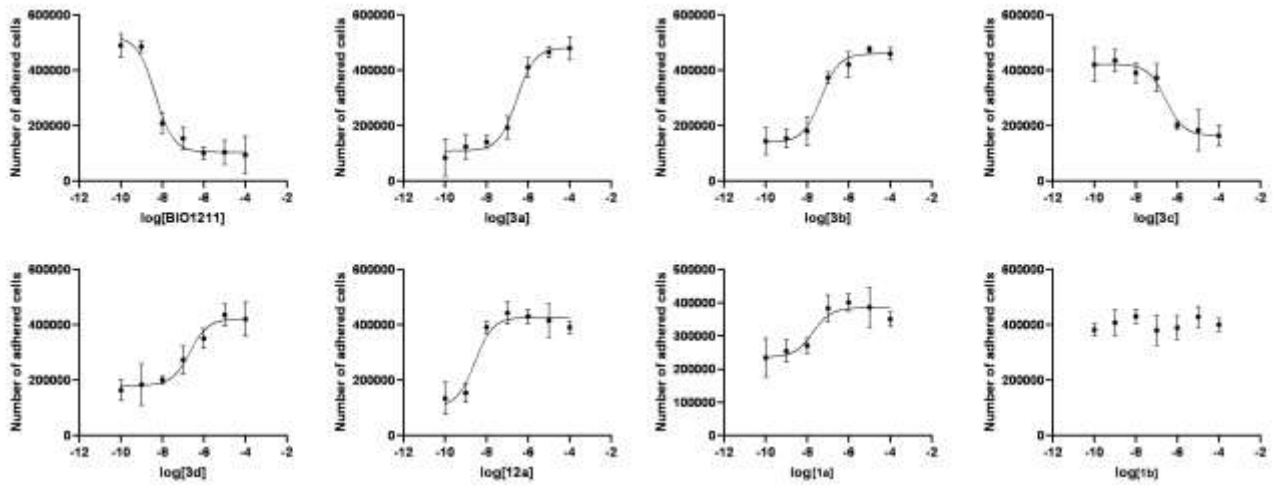 Number of adhered cells
600000
400000
200000
0
-12 -10 -8 -6 -4 -2
log[BIO1211]
Number of adhered cells
600000
400000
200000
0
-12 -10 -8 -6 -4 -2
log[3a]
Number of adhered cells
600000
400000
200000
0
-12 -10 -8 -6 -4 -2
log[3b]
Number of adhered cells
600000
400000
200000
0
-12 -10 -8 -6 -4 -2
log[3c]
Number of adhered cells
600000
400000
200000
0
-12 -10 -8 -6 -4 -2
log[3d]
Number of adhered cells
600000
400000
200000
0
-12 -10 -8 -6 -4 -2
log[12a]
Number of adhered cells
500000
400000
300000
200000
100000
0
-12 -10 -8 -6 -4 -2
log[1a]
Number of adhered cells
600000
400000
200000
0
-12 -10 -8 -6 -4 -2
log[1b]